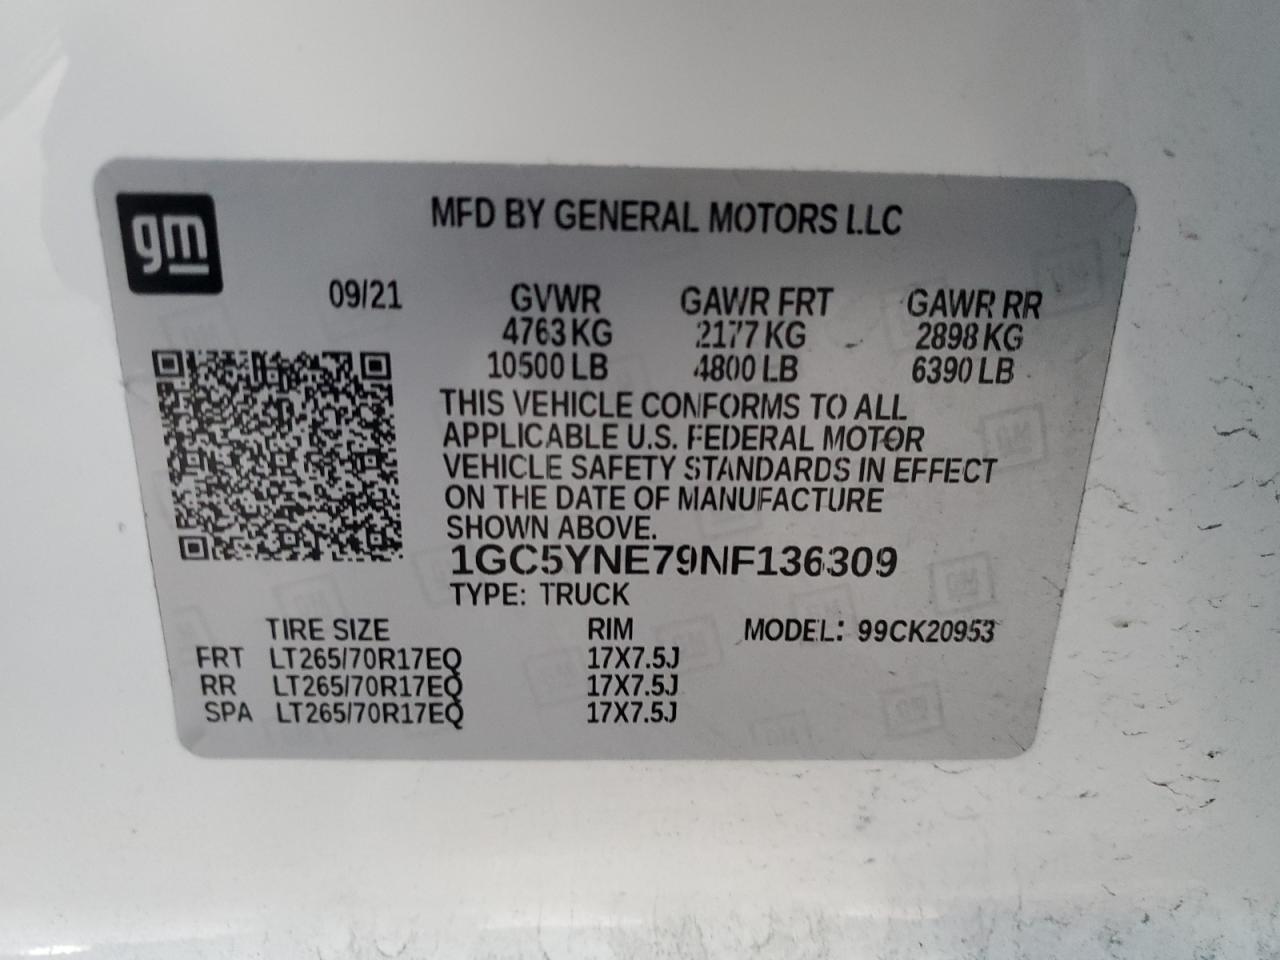 gm
MFD BY GENERAL MOTORS LLC
09/21 GVWR GAWR FRT GAWR RR
4763 KG 2177 KG 2898 KG
10500 LB 4800 LB 6390 LB
THIS VEHICLE CONFORMS TO ALL
APPLICABLE U.S. FEDERAL MOTOR
VEHICLE SAFETY STANDARDS IN EFFECT
ON THE DATE OF MANUFACTURE
SHOWN ABOVE.
1GC5YNE79NF136309
TYPE: TRUCK
TIRE SIZE RIM MODEL: 99CK20953
FRT LT265/70R17EQ 17X7.5J
RR LT265/70R17EQ 17X7.5J
SPA LT265/70R17EQ 17X7.5J